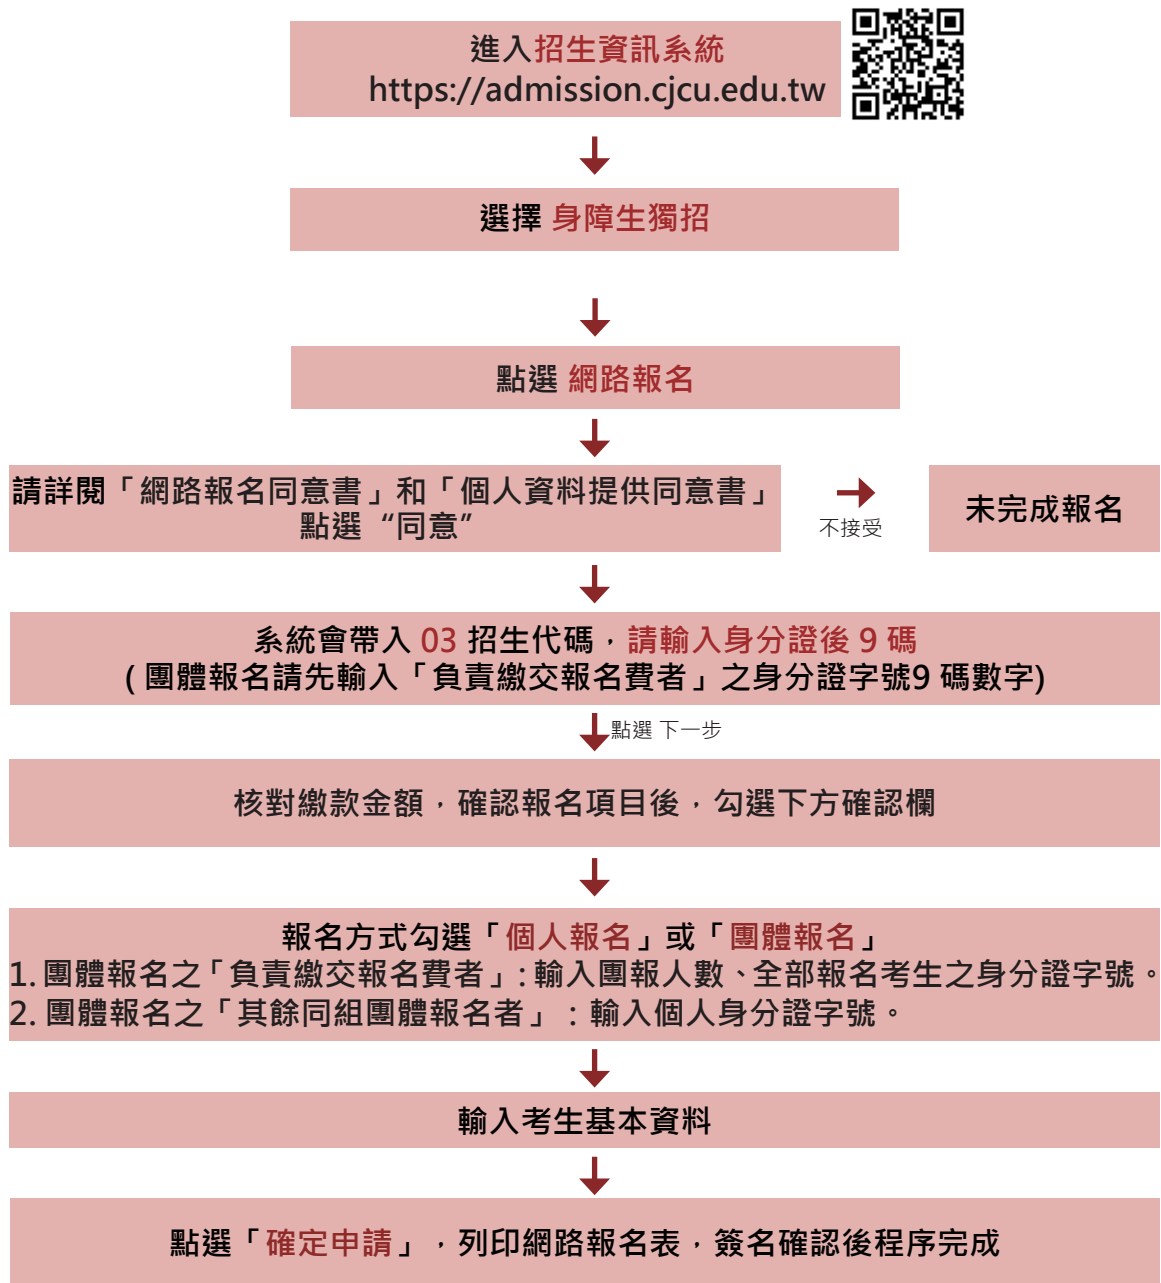 進入招生資訊系統
https://admission.cjcu.edu.tw
選擇 身障生獨招
點選 網路報名
請詳閱「網路報名同意書」和「個人資料提供同意書」
點選 “同意”
不接受
未完成報名
系統會帶入 03 招生代碼，請輸入身分證後 9 碼
( 團體報名請先輸入「負責繳交報名費者」之身分證字號9 碼數字)
點選 下一步
核對繳款金額，確認報名項目後，勾選下方確認欄
報名方式勾選「個人報名」或「團體報名」
1. 團體報名之「負責繳交報名費者」：輸入團報人數、全部報名考生之身分證字號。
2. 團體報名之「其餘同組團體報名者」：輸入個人身分證字號。
輸入考生基本資料
點選「確定申請」，列印網路報名表，簽名確認後程序完成